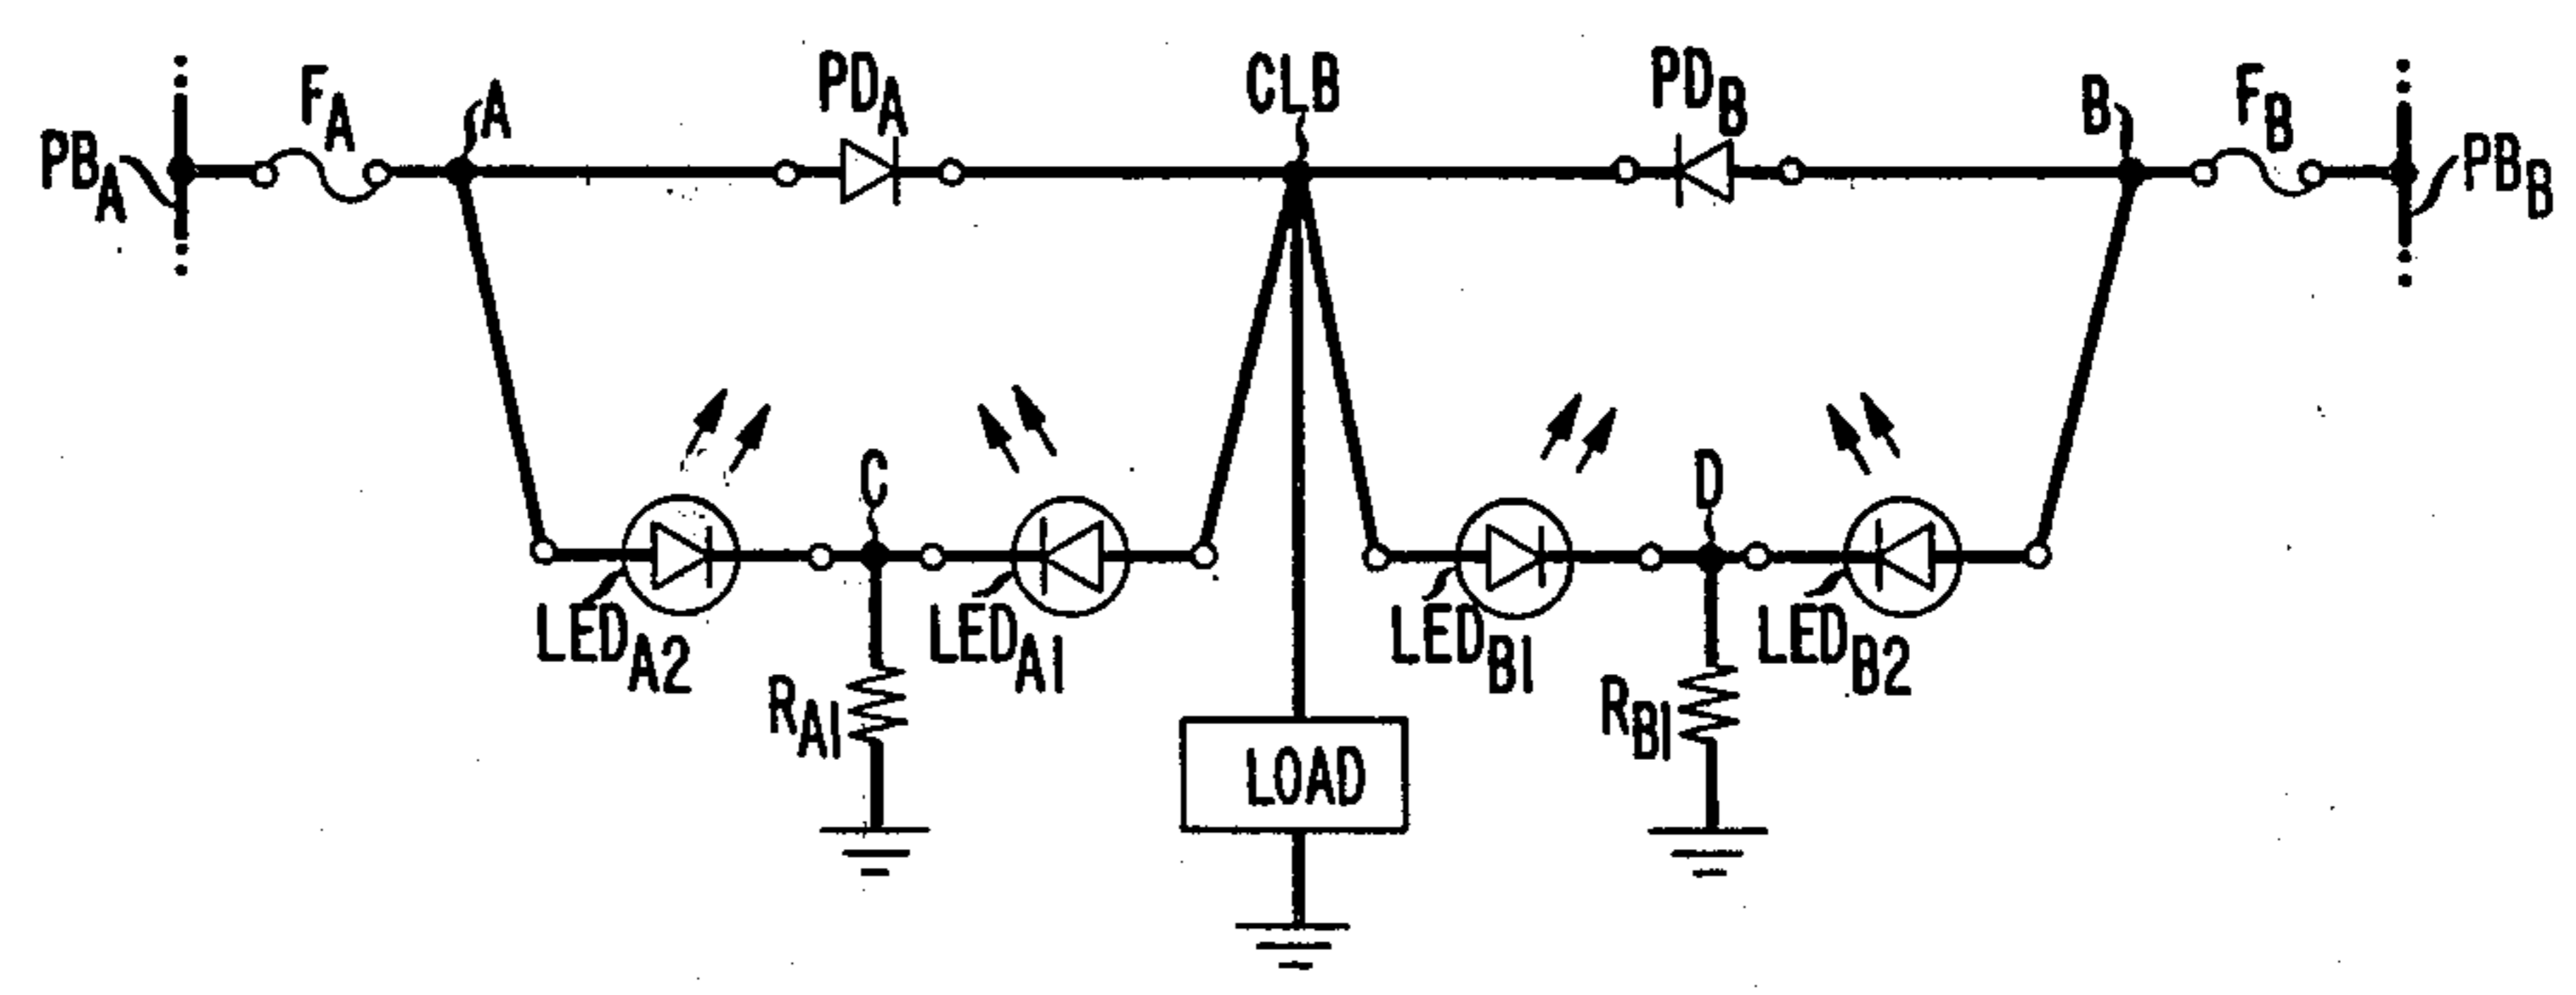 PBA
FA
A
PDA
CLB
PDB
B
FB
PBB
LEDA2
C
LEDA1
LEDB1
D
LEDB2
RA1
LOAD
RB1